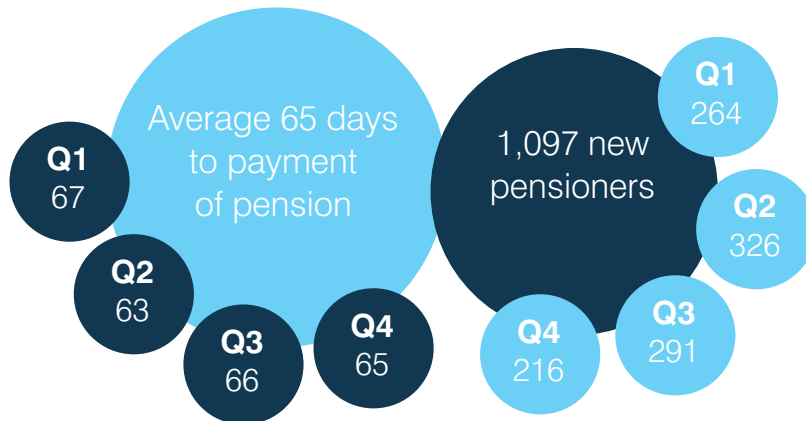 Average 65 days
to payment
of pension
Q1
67
Q2
63
Q3
66
Q4
65
1,097 new
pensioners
Q1
264
Q2
326
Q3
291
Q4
216